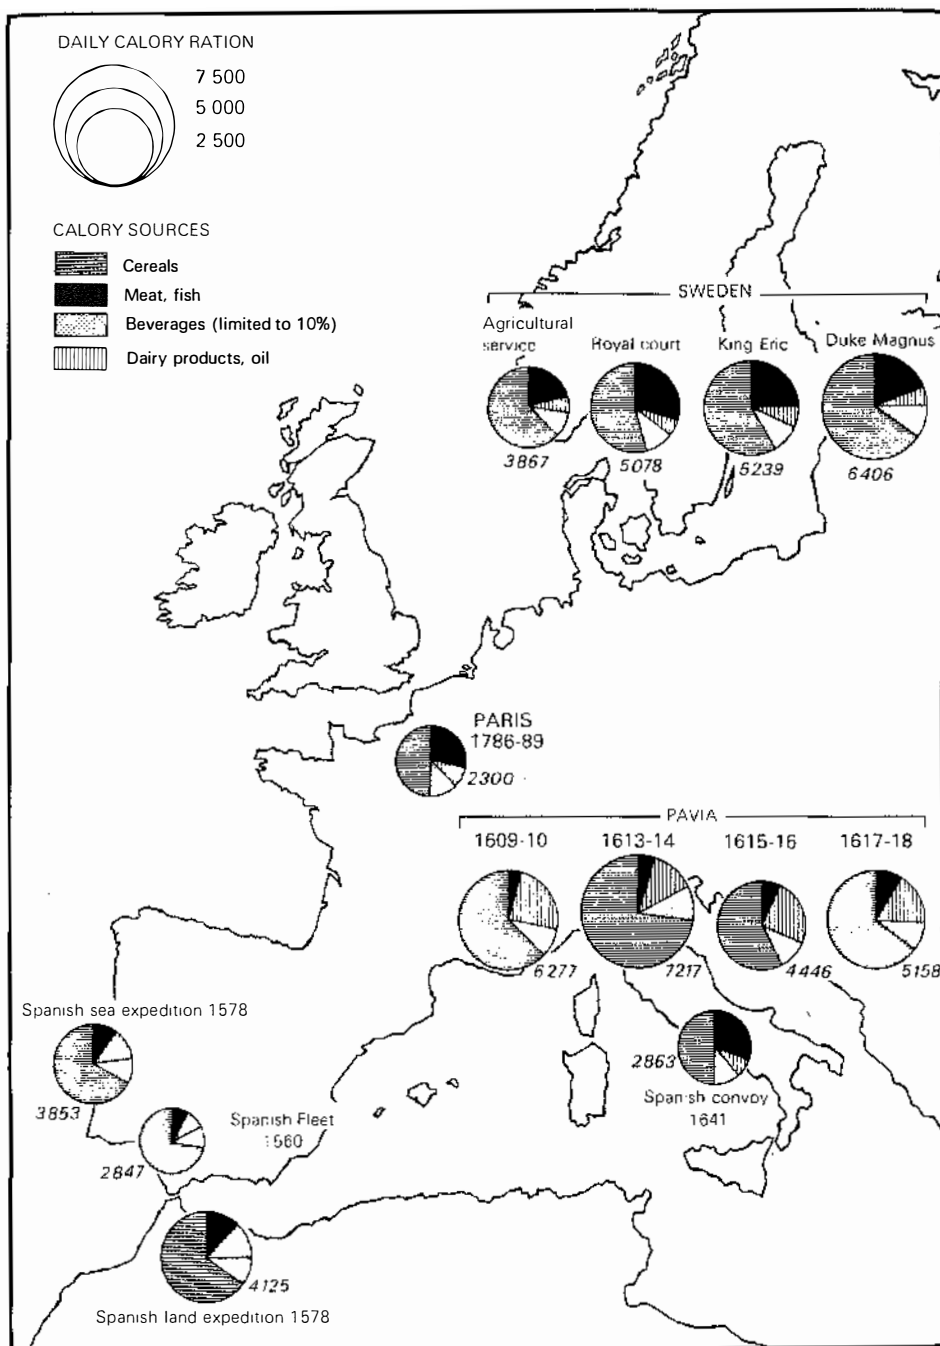 DAILY CALORY RATION
7 500
5 000
2 500
CALORY SOURCES
Cereals
Meat, fish
Beverages (limited to 10%)
Dairy products, oil
SWEDEN
Agricultural
service
Royal court
King Eric
Duke Magnus
3867
5078
5239
6406
PARIS
1786-89
2300
PAVIA
1609-10
1613-14
1615-16
1617-18
6277
7217
4446
5158
Spanish sea expedition 1578
3853
Spanish Fleet
1560
2847
2863
Spanish convoy
1641
4125
Spanish land expedition 1578